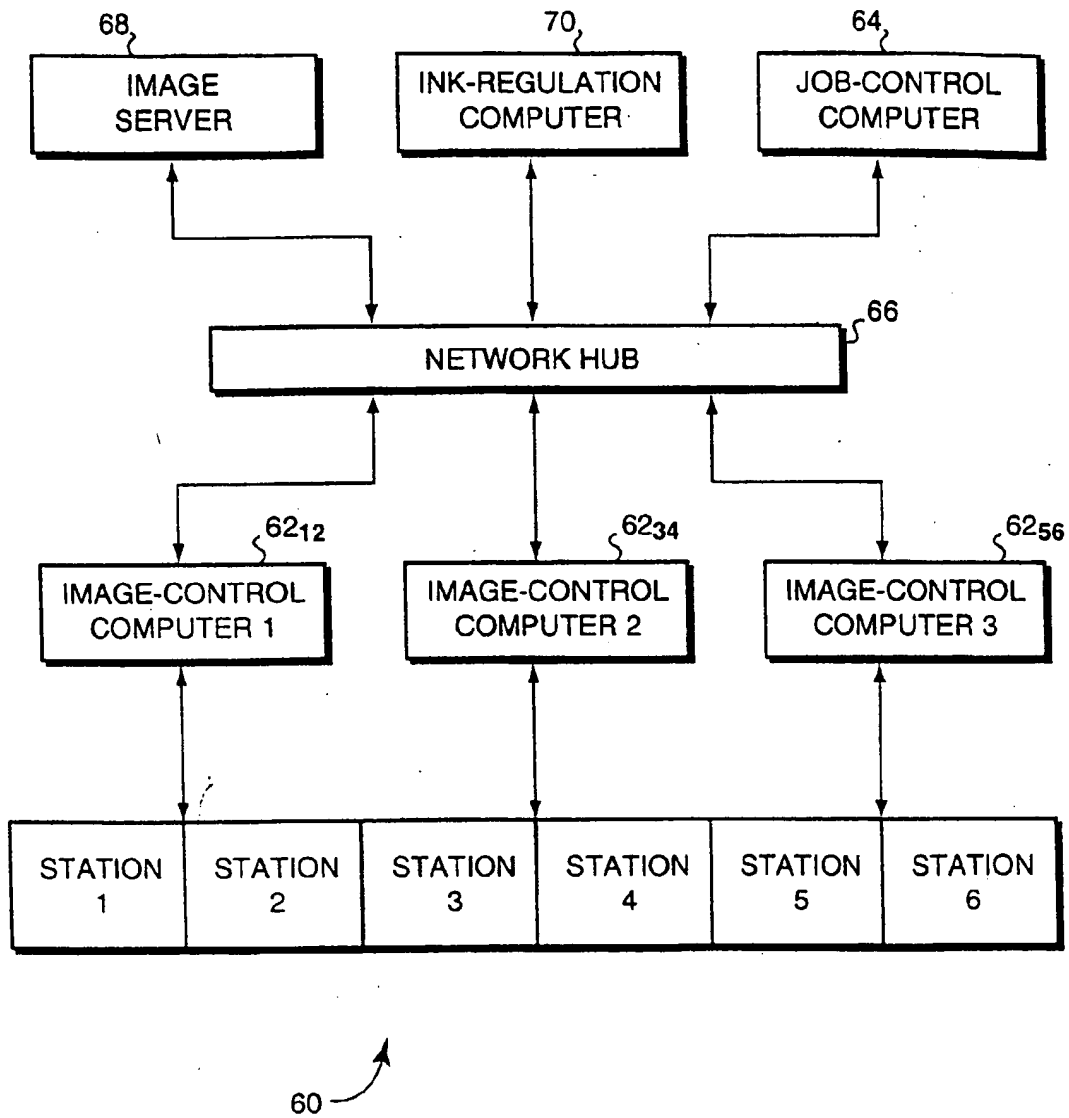 68
70
64
IMAGE
SERVER
INK-REGULATION
COMPUTER
JOB-CONTROL
COMPUTER
66
NETWORK HUB
62₁₂
62₃₄
62₅₆
IMAGE-CONTROL
COMPUTER 1
IMAGE-CONTROL
COMPUTER 2
IMAGE-CONTROL
COMPUTER 3
STATION
1
STATION
2
STATION
3
STATION
4
STATION
5
STATION
6
60